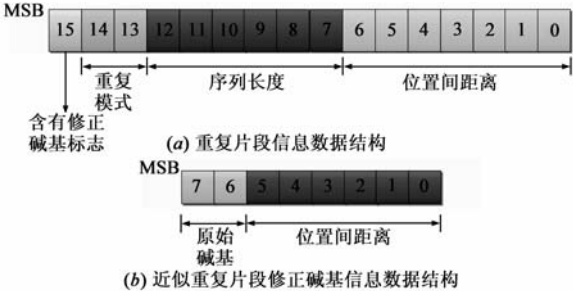 MSB
15 14 13 12 11 10 9 8 7 6 5 4 3 2 1 0
重复
模式
序列长度
位置间距离
含有修正
碱基标志
(a) 重复片段信息数据结构
MSB
7 6 5 4 3 2 1 0
原始
碱基
位置间距离
(b) 近似重复片段修正碱基信息数据结构